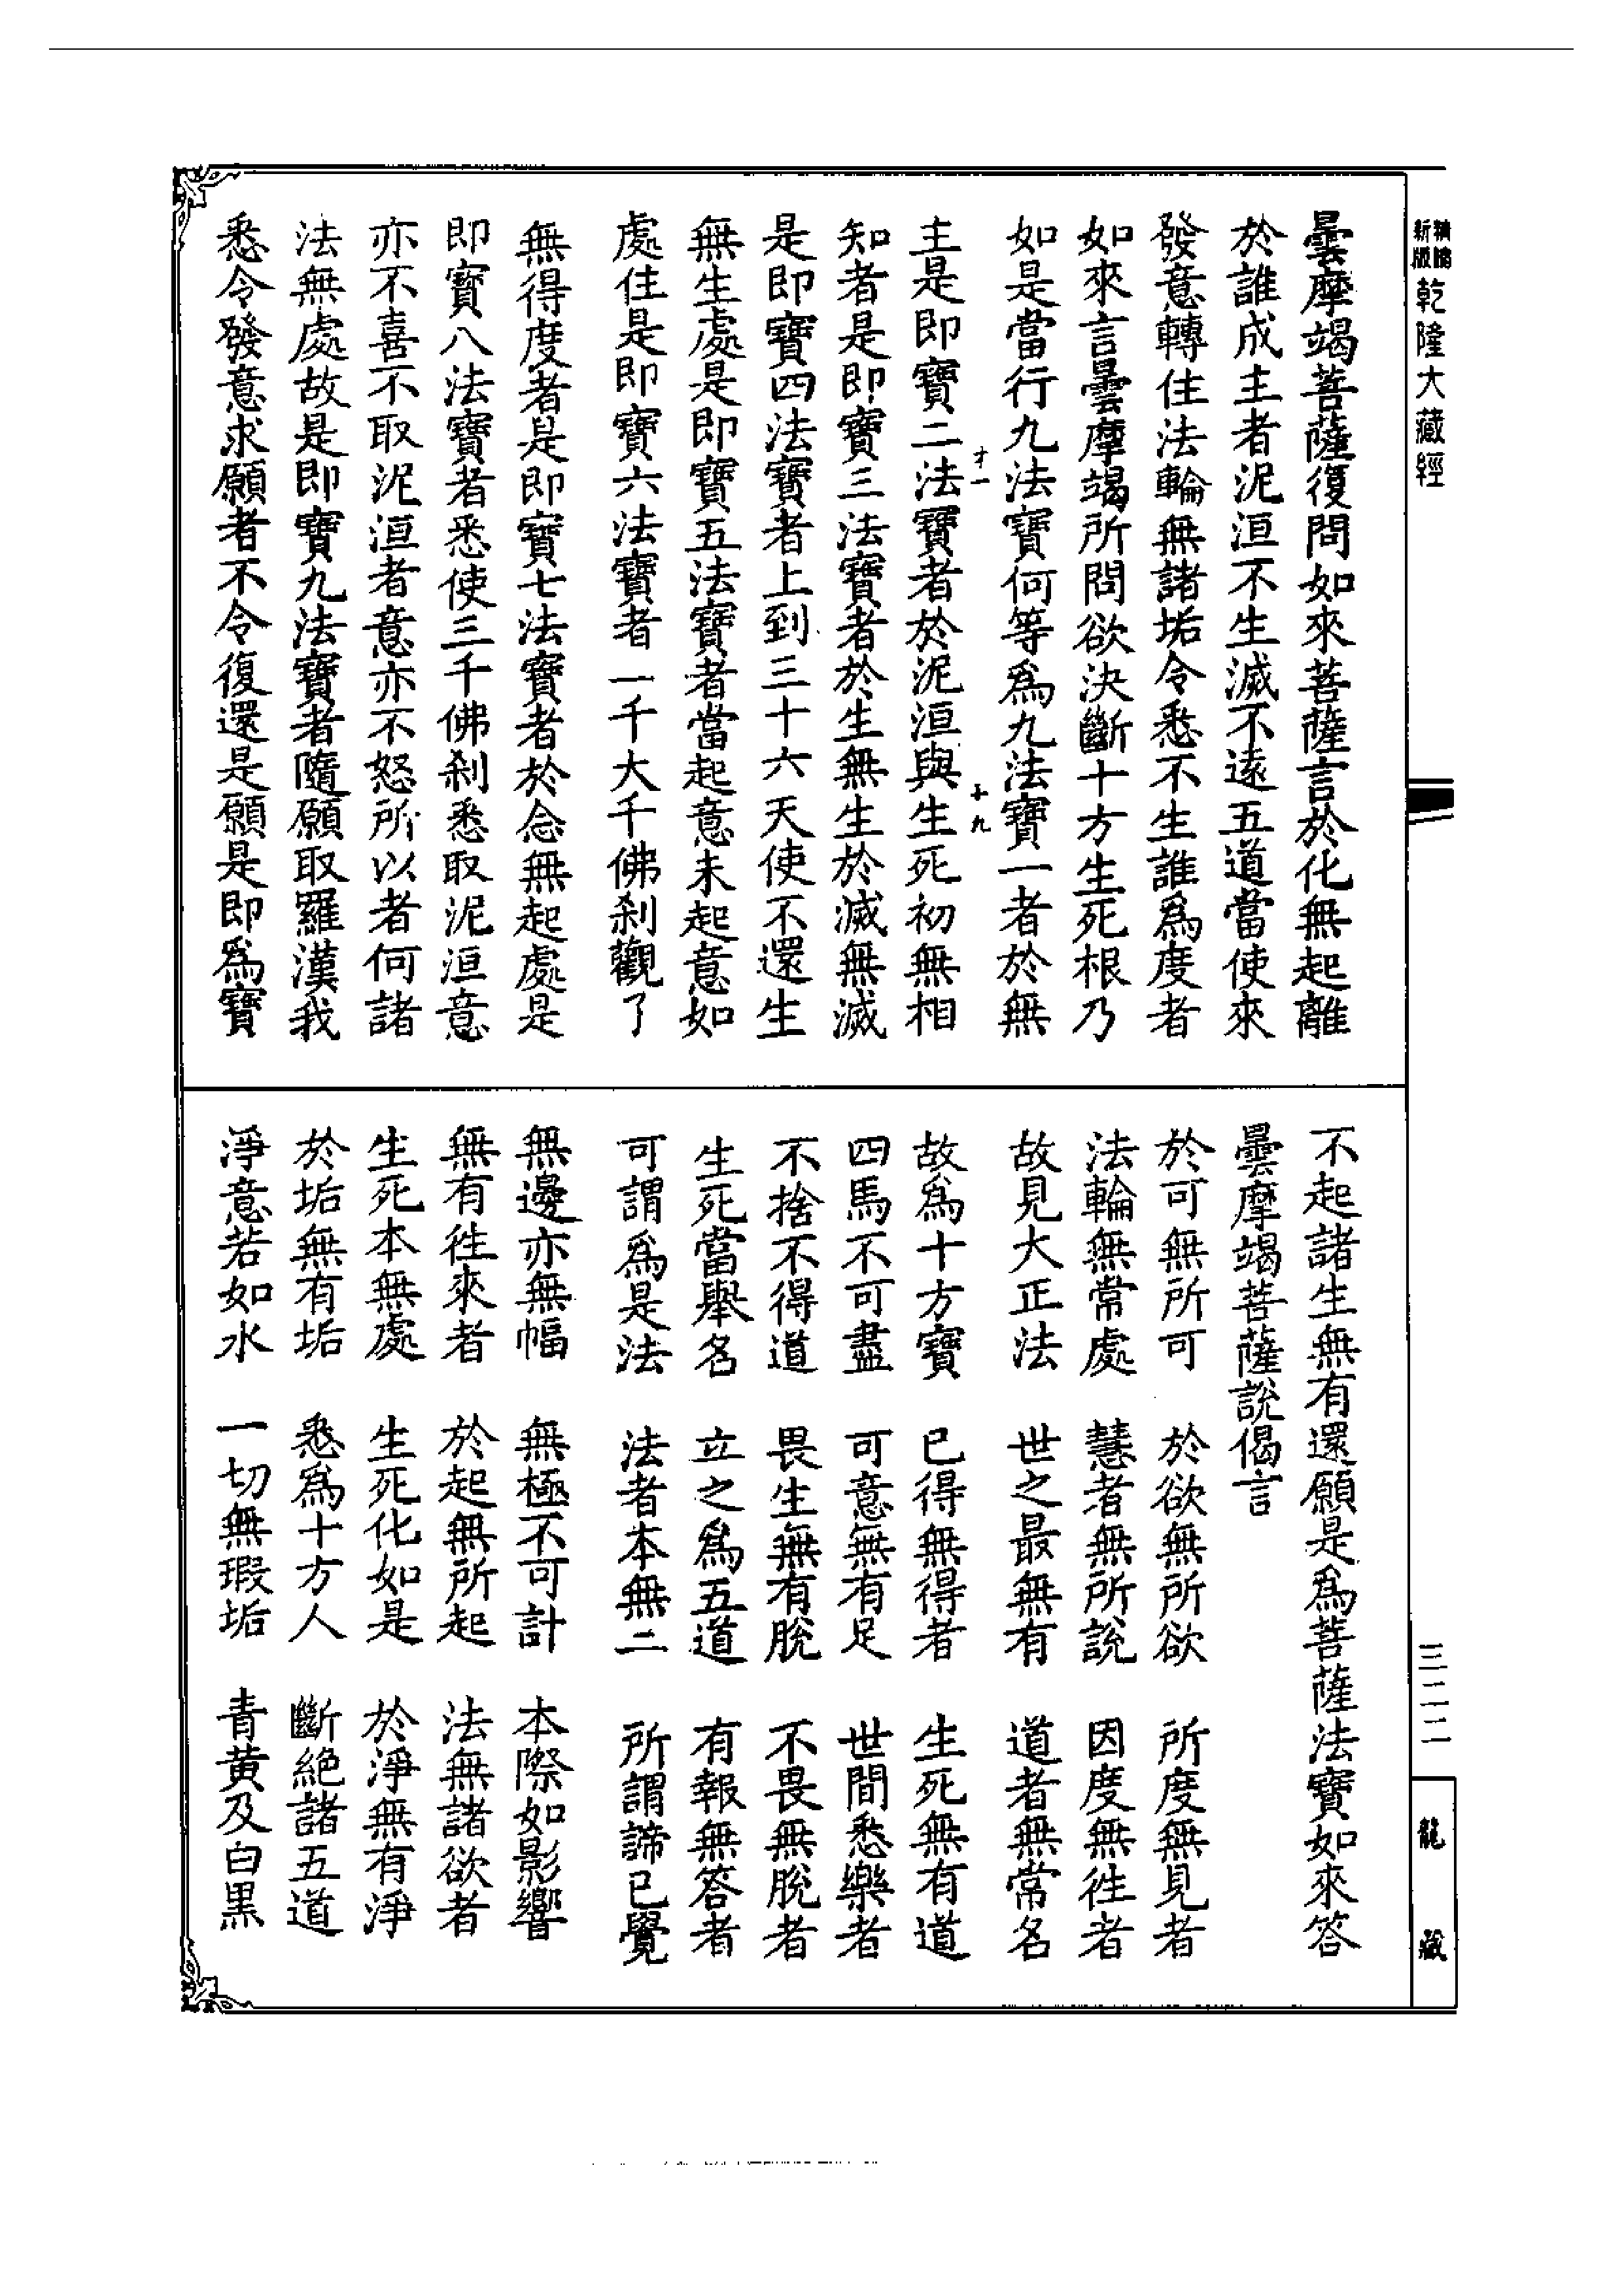 精鵰新版
乾隆大藏經
三二二
龍藏
曇摩竭菩薩復問如來菩薩言於化無起離
於誰成主者泥洹不生滅不遠五道當使來
發意轉住法輪無諸垢令悉不生誰爲度者
如來言曇摩竭所問欲決斷十方生死根乃
如是當行九法寶何等爲九法寶一者於無
才一
十九
主是即寶二法寶者於泥洹與生死初無相
知者是即寶三法寶者於生無生於滅無滅
是即寶四法寶者上到三十六天使不還生
無生處是即寶五法寶者當起意未起意如
處住是即寶六法寶者一千大千佛剎觀了
無得度者是即寶七法寶者於念無起處是
即寶八法寶者悉使三千佛剎悉取泥洹意
亦不喜不取泥洹者意亦不怒所以者何諸
法無處故是即寶九法寶者隨願取羅漢我
悉令發意求願者不令復還是願是即爲寶
不起諸生無有還願是爲菩薩法寶如來答
曇摩竭菩薩說偈言
於可無所可 於欲無所欲 所度無見者
法輪無常處 慧者無所說 因度無往者
故見大正法 世之最無有 道者無常名
故爲十方寶 已得無得者 生死無有道
四馬不可盡 可意無有足 世間悉樂者
不捨不得道 畏生無有脫 不畏無脫者
生死當舉名 立之爲五道 有報無答者
可謂爲是法 法者本無二 所謂諦已覺
無邊亦無幅 無極不可計 本際如影響
無有往來者 於起無所起 法無諸欲者
生死本無處 生死化如是 於淨無有淨
於垢無有垢 悉爲十方人 斷絕諸五道
淨意若如水 一切無瑕垢 青黃及白黑